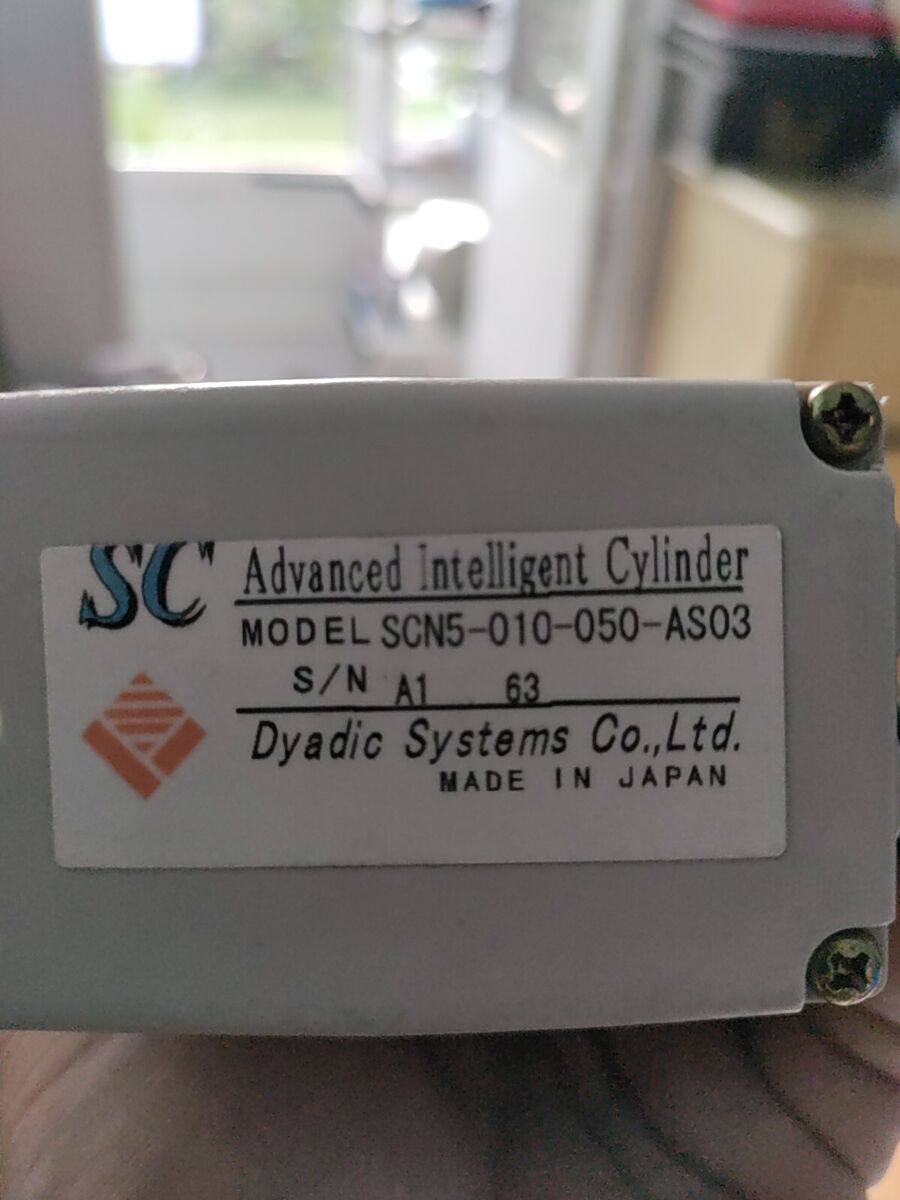 SC Advanced Intelligent Cylinder
MODEL SCN5-010-050-AS03
S/N A1 63
Dyadic Systems Co.,Ltd.
MADE IN JAPAN